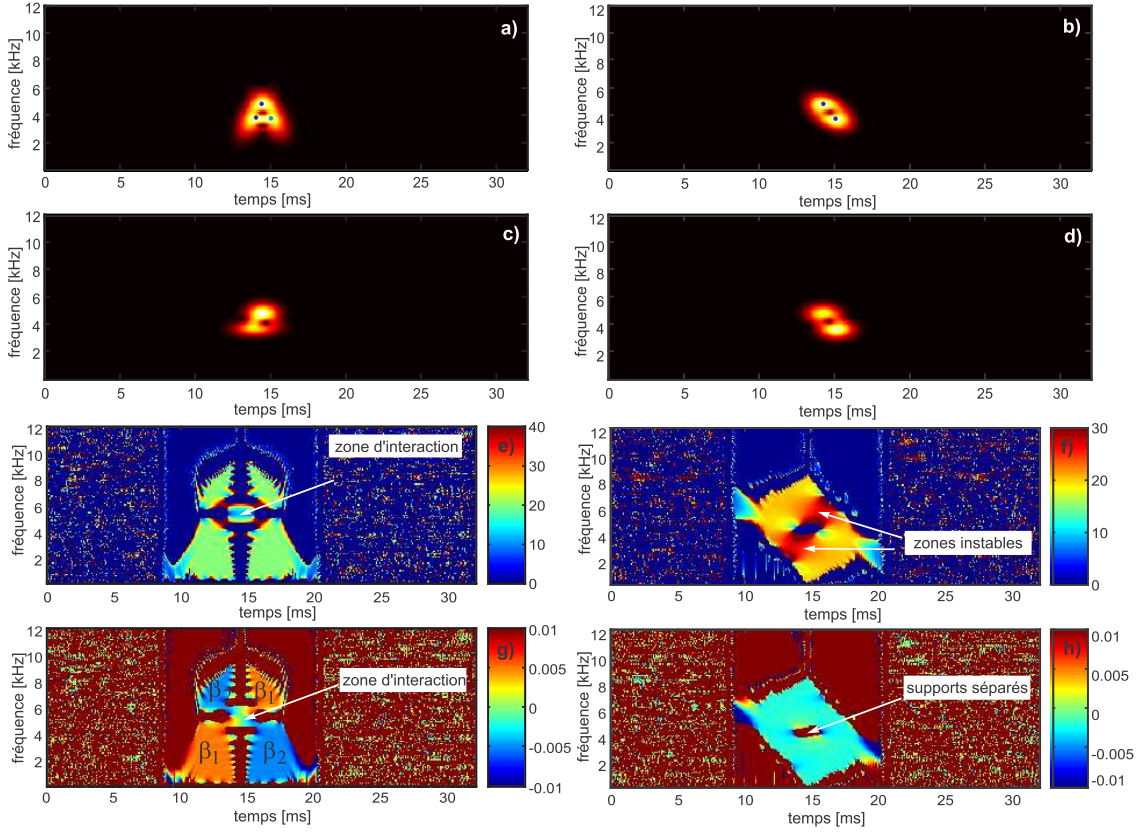 12
10
8
6
4
2
fréquence [kHz]
a)
0 5 10 15 20 25 30
temps [ms]
12
10
8
6
4
2
fréquence [kHz]
b)
0 5 10 15 20 25 30
temps [ms]
12
10
8
6
4
2
fréquence [kHz]
c)
0 5 10 15 20 25 30
temps [ms]
12
10
8
6
4
2
fréquence [kHz]
d)
0 5 10 15 20 25 30
temps [ms]
12
10
8
6
4
2
fréquence [kHz]
zone d'interaction
e)
40
30
20
10
0
0 5 10 15 20 25 30
temps [ms]
12
10
8
6
4
2
fréquence [kHz]
zones instables
f)
30
20
10
0
0 5 10 15 20 25 30
temps [ms]
12
10
8
6
4
2
fréquence [kHz]
zone d'interaction
β₂ β₁
β₁ β₂
g)
0.01
0.005
0
-0.005
-0.01
0 5 10 15 20 25 30
temps [ms]
12
10
8
6
4
2
fréquence [kHz]
supports séparés
h)
0.01
0.005
0
-0.005
-0.01
0 5 10 15 20 25 30
temps [ms]